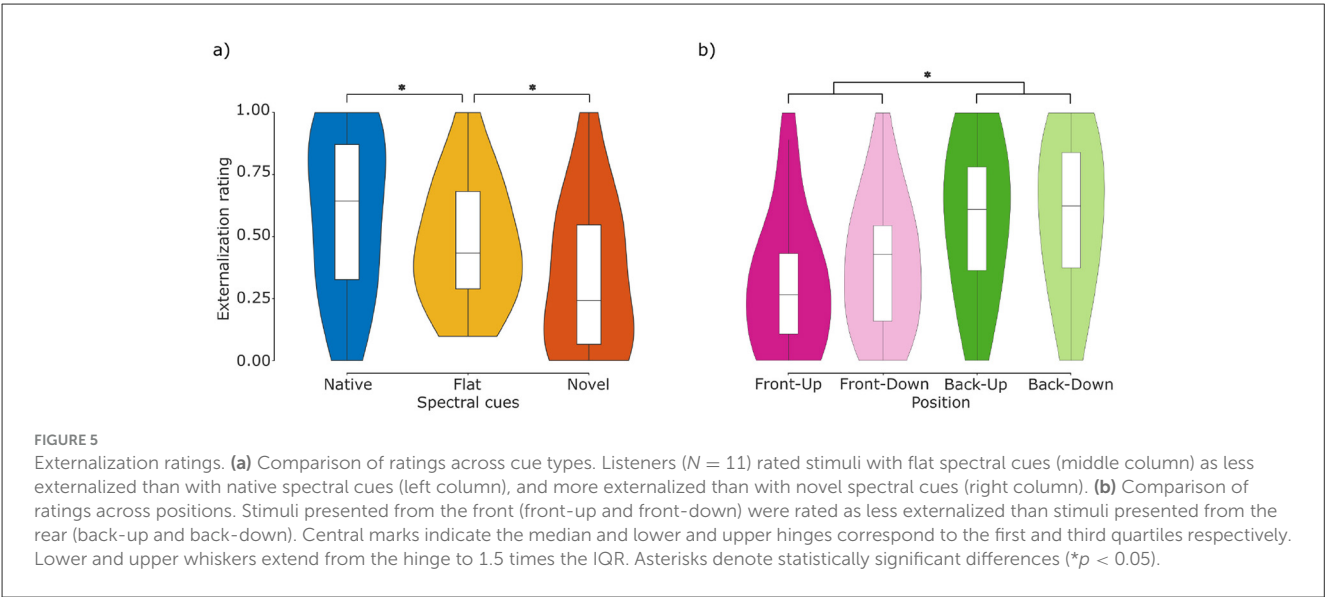 a)
b)
*
*
*
1.00
0.75
0.50
0.25
0.00
Externalization rating
Native
Flat
Novel
Spectral cues
Front-Up
Front-Down
Back-Up
Back-Down
Position
FIGURE 5
Externalization ratings. (a) Comparison of ratings across cue types. Listeners (N = 11) rated stimuli with flat spectral cues (middle column) as less
externalized than with native spectral cues (left column), and more externalized than with novel spectral cues (right column). (b) Comparison of
ratings across positions. Stimuli presented from the front (front-up and front-down) were rated as less externalized than stimuli presented from the
rear (back-up and back-down). Central marks indicate the median and lower and upper hinges correspond to the first and third quartiles respectively.
Lower and upper whiskers extend from the hinge to 1.5 times the IQR. Asterisks denote statistically significant differences (*p < 0.05).